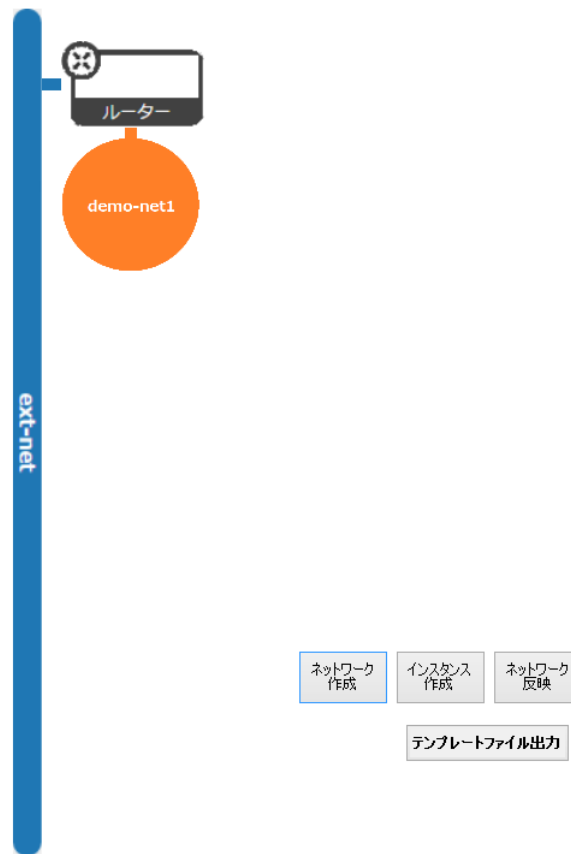 ルーター
demo-net1
ext-net
ネットワーク
作成
インスタンス
作成
ネットワーク
反映
テンプレートファイル出力